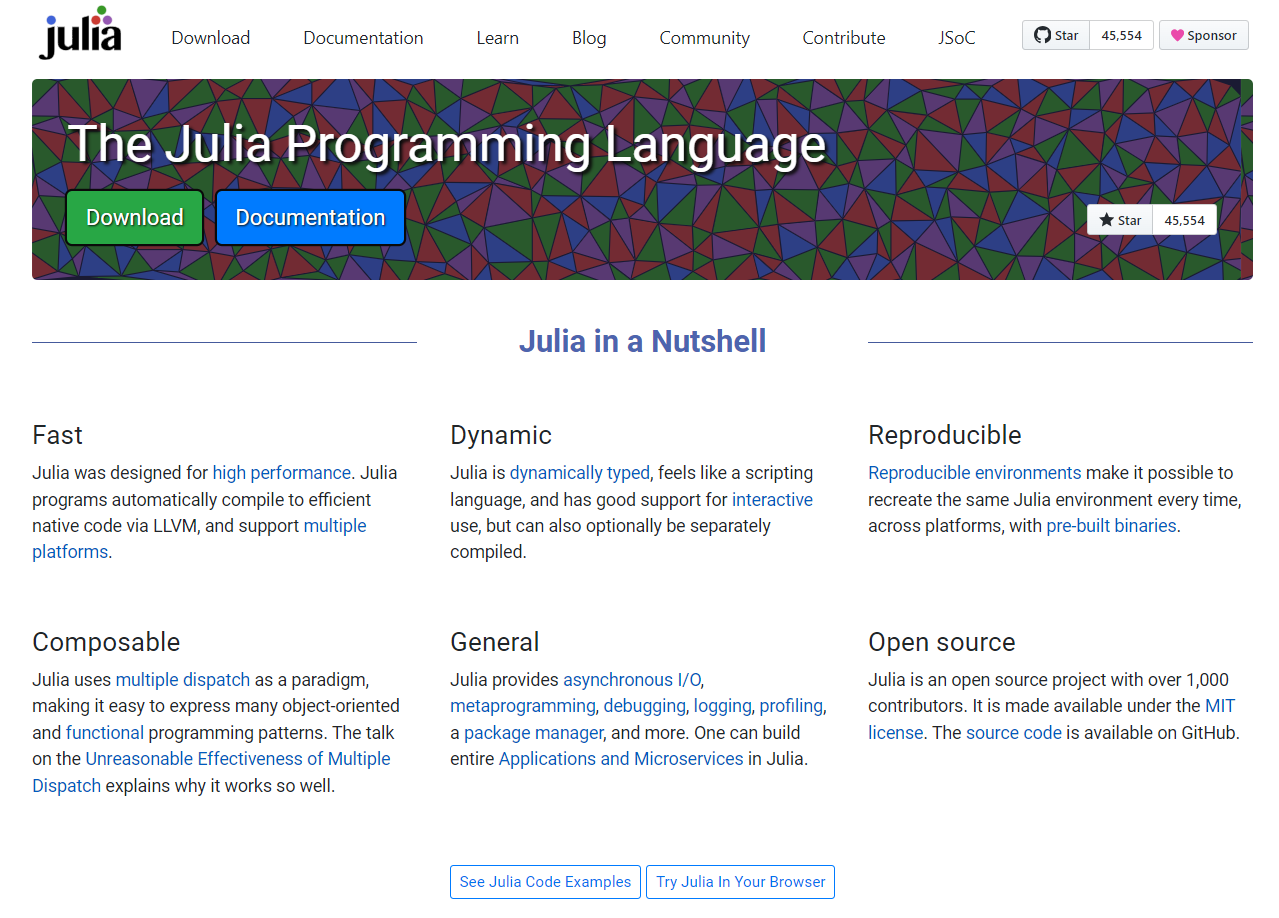 julia
Download
Documentation
Learn
Blog
Community
Contribute
JSoC
Star
45,554
Sponsor
The Julia Programming Language
Download
Documentation
Star
45,554
Julia in a Nutshell
Fast
Julia was designed for high performance. Julia
programs automatically compile to efficient
native code via LLVM, and support multiple
platforms.
Dynamic
Julia is dynamically typed, feels like a scripting
language, and has good support for interactive
use, but can also optionally be separately
compiled.
Reproducible
Reproducible environments make it possible to
recreate the same Julia environment every time,
across platforms, with pre-built binaries.
Composable
Julia uses multiple dispatch as a paradigm,
making it easy to express many object-oriented
and functional programming patterns. The talk
on the Unreasonable Effectiveness of Multiple
Dispatch explains why it works so well.
General
Julia provides asynchronous I/O,
metaprogramming, debugging, logging, profiling,
a package manager, and more. One can build
entire Applications and Microservices in Julia.
Open source
Julia is an open source project with over 1,000
contributors. It is made available under the MIT
license. The source code is available on GitHub.
See Julia Code Examples
Try Julia In Your Browser